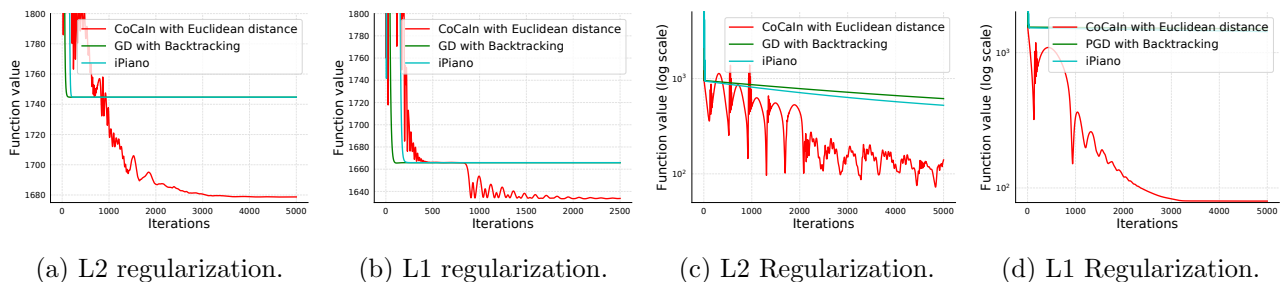 Function value
1800
1780
1760
1740
1720
1700
1680
0
1000
2000
3000
4000
5000
Iterations
CoCaIn with Euclidean distance
GD with Backtracking
iPiano
(a) L2 regularization.
Function value
1800
1780
1760
1740
1720
1700
1680
1660
1640
0
500
1000
1500
2000
2500
Iterations
CoCaIn with Euclidean distance
GD with Backtracking
iPiano
(b) L1 regularization.
Function value (log scale)
10³
10²
0
1000
2000
3000
4000
5000
Iterations
CoCaIn with Euclidean distance
GD with Backtracking
iPiano
(c) L2 Regularization.
Function value (log scale)
10³
10²
0
1000
2000
3000
4000
5000
Iterations
CoCaIn with Euclidean distance
PGD with Backtracking
iPiano
(d) L1 Regularization.